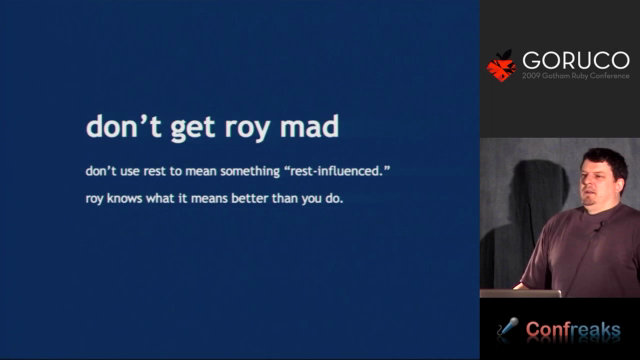 don't get roy mad
don't use rest to mean something “rest-influenced.”
roy knows what it means better than you do.
GORUCO
2009 Gotham Ruby Conference
Confreaks